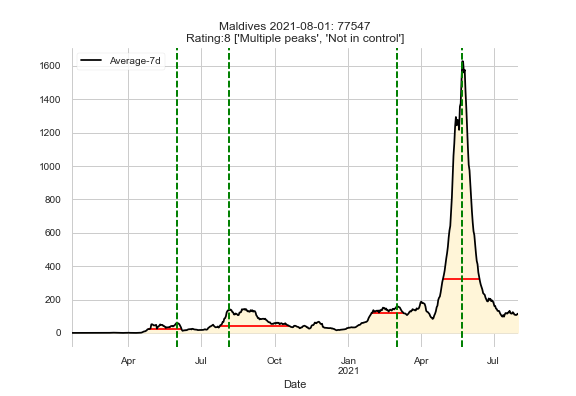 Maldives 2021-08-01: 77547
Rating:8 ['Multiple peaks', 'Not in control']
Average-7d
1600
1400
1200
1000
800
600
400
200
0
Apr Jul Oct Jan Apr Jul
2021
Date